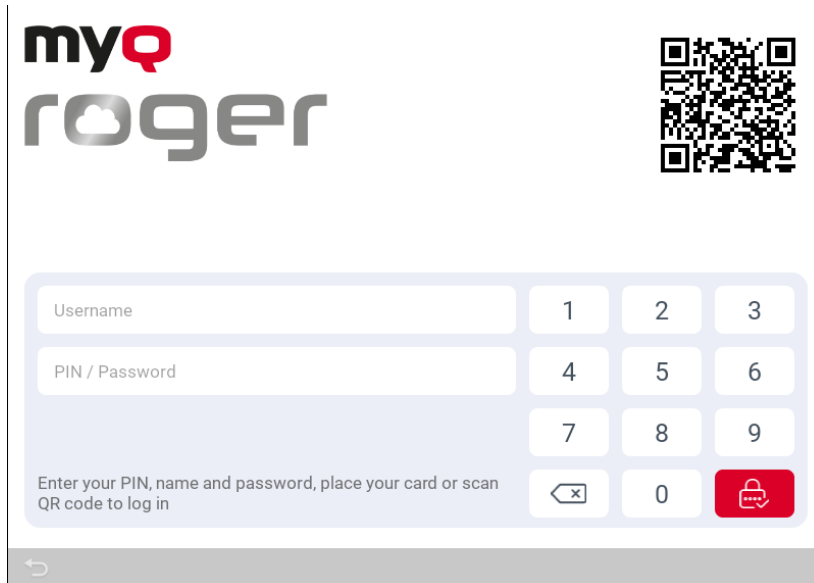 myQ
roger
Username
PIN / Password
1 2 3
4 5 6
7 8 9
0
Enter your PIN, name and password, place your card or scan
QR code to log in